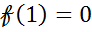 𝓅(1) = 0